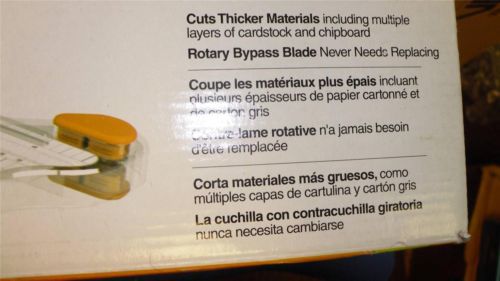 Cuts Thicker Materials including multiple
layers of cardstock and chipboard
Rotary Bypass Blade Never Needs Replacing
Coupe les matériaux plus épais incluant
plusieurs épaisseurs de papier cartonné et
de carton gris
Contre-lame rotative n'a jamais besoin
d'être remplacée
Corta materiales más gruesos, como
múltiples capas de cartulina y cartón gris
La cuchilla con contracuchilla giratoria
nunca necesita cambiarse